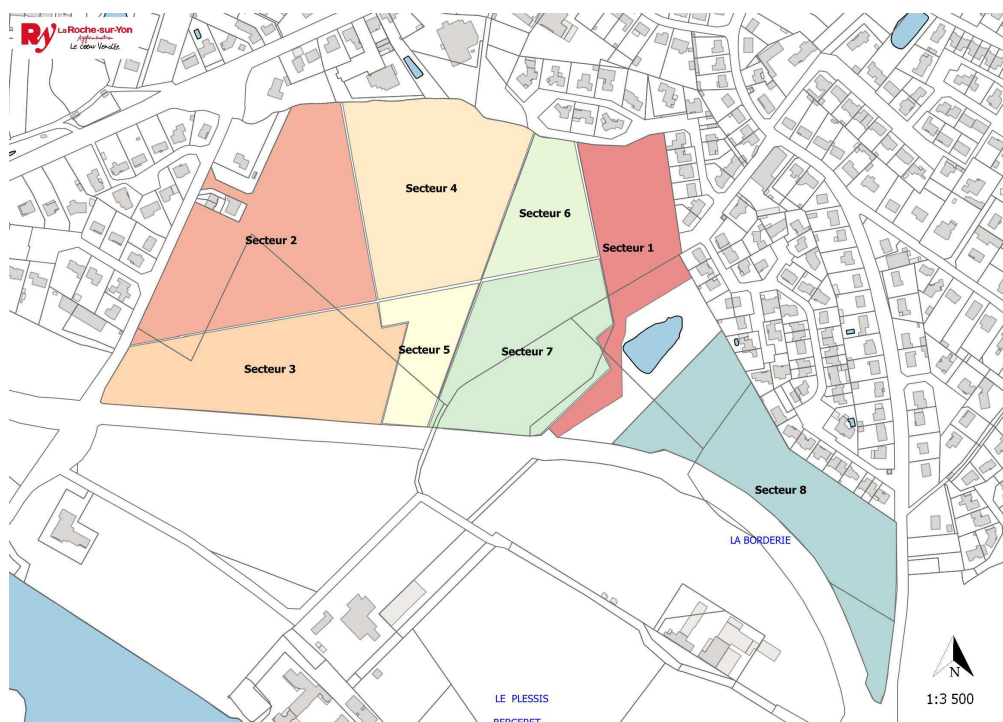 Ry
La Roche-sur-Yon
Agglomération
Le cœur Vendée
Secteur 4
Secteur 6
Secteur 2
Secteur 1
Secteur 5
Secteur 7
Secteur 3
Secteur 8
LA BORDERIE
LE PLESSIS
BERGERET
N
1:3 500